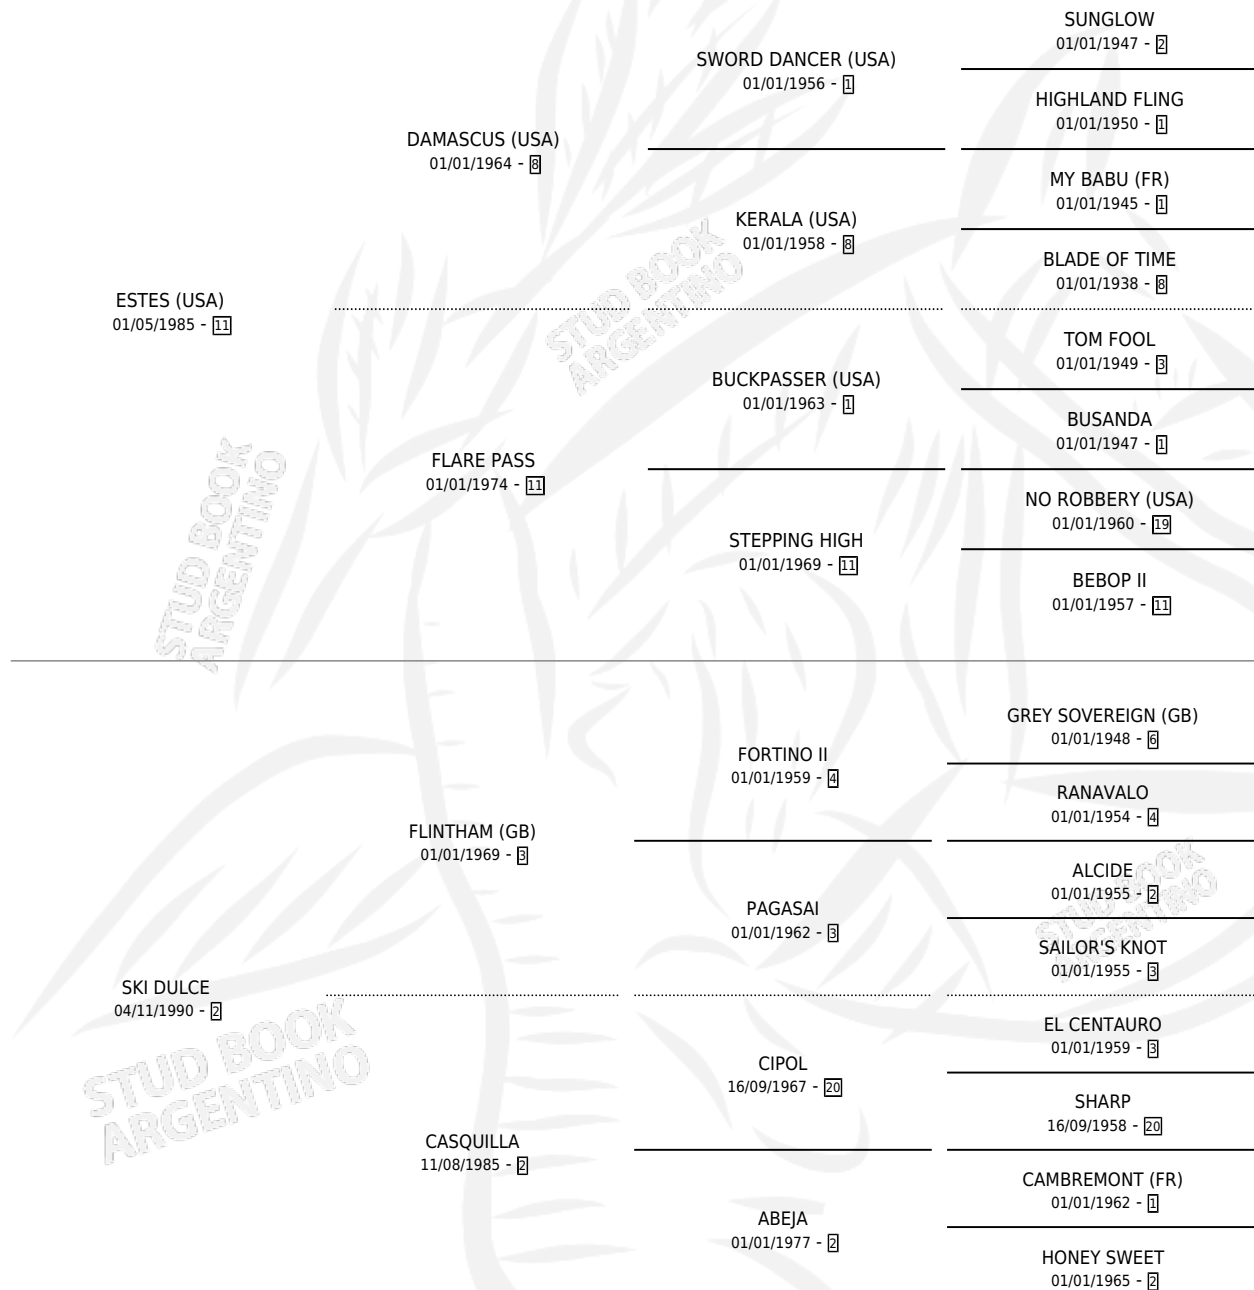 SUNGLOW
01/01/1947 - 2
SWORD DANCER (USA)
01/01/1956 - 1
HIGHLAND FLING
01/01/1950 - 1
DAMASCUS (USA)
01/01/1964 - 8
MY BABU (FR)
01/01/1945 - 1
KERALA (USA)
01/01/1958 - 8
BLADE OF TIME
01/01/1938 - 8
ESTES (USA)
01/05/1985 - 11
TOM FOOL
01/01/1949 - 3
BUCKPASSER (USA)
01/01/1963 - 1
BUSANDA
01/01/1947 - 1
FLARE PASS
01/01/1974 - 11
NO ROBBERY (USA)
01/01/1960 - 19
STEPPING HIGH
01/01/1969 - 11
BEBOP II
01/01/1957 - 11
GREY SOVEREIGN (GB)
01/01/1948 - 6
FORTINO II
01/01/1959 - 4
RANAVALO
01/01/1954 - 4
FLINTHAM (GB)
01/01/1969 - 3
ALCIDE
01/01/1955 - 2
PAGASAI
01/01/1962 - 3
SAILOR'S KNOT
01/01/1955 - 3
SKI DULCE
04/11/1990 - 2
EL CENTAURO
01/01/1959 - 3
CIPOL
16/09/1967 - 20
SHARP
16/09/1958 - 20
CASQUILLA
11/08/1985 - 2
CAMBREMONT (FR)
01/01/1962 - 1
ABEJA
01/01/1977 - 2
HONEY SWEET
01/01/1965 - 2
STUD BOOK
ARGENTINO
STUD BOOK
ARGENTINO
STUD BOOK
ARGENTINO
STUD BOOK
ARGENTINO